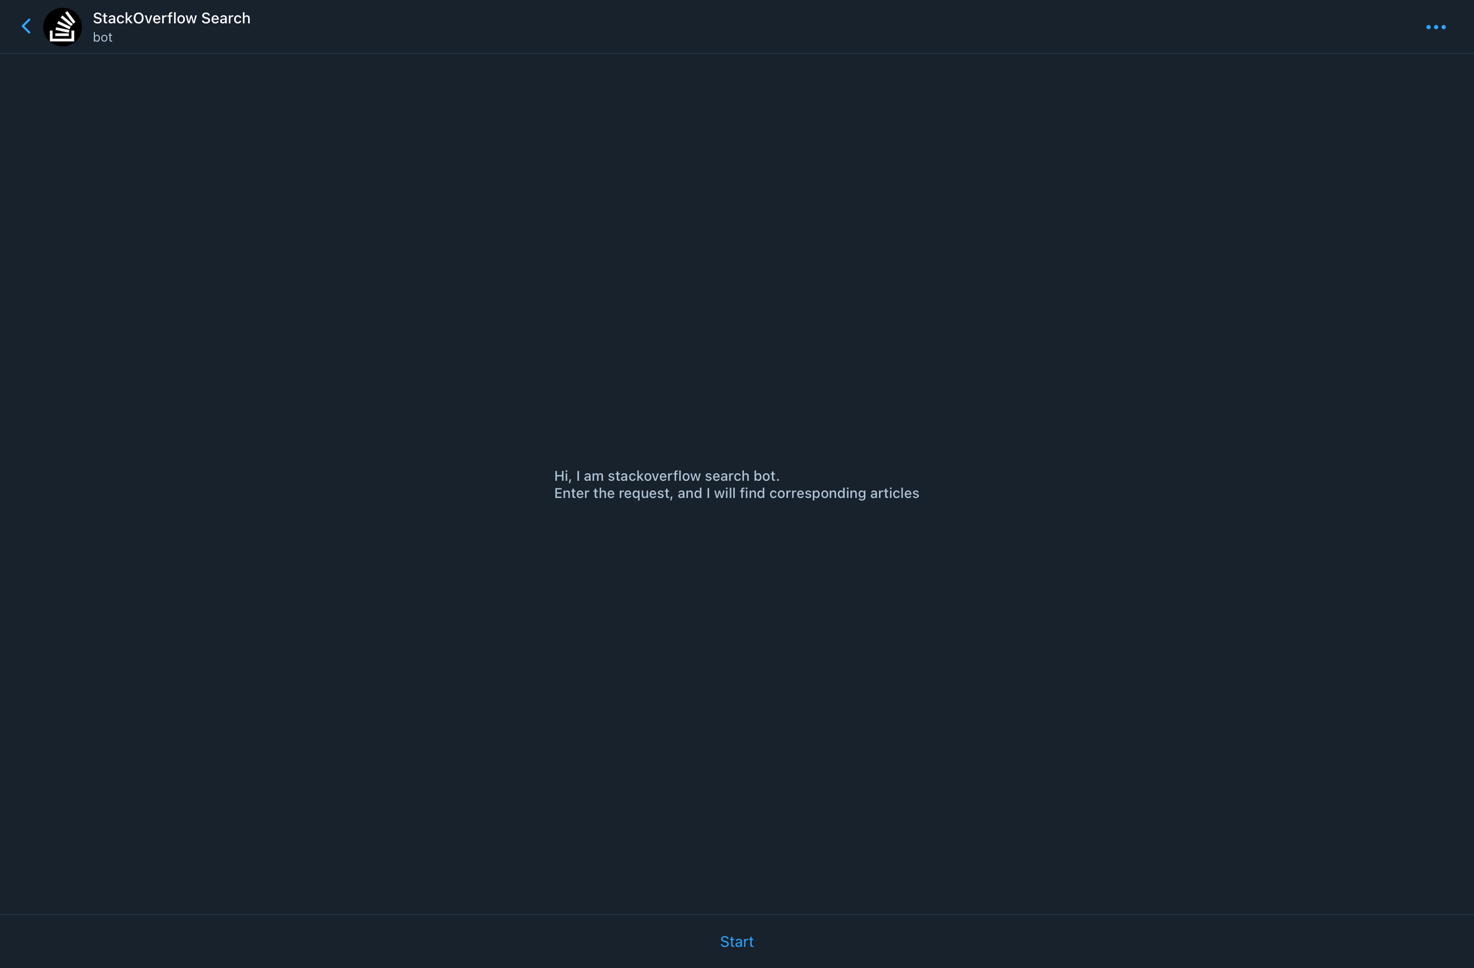 StackOverflow Search
bot
Hi, I am stackoverflow search bot.
Enter the request, and I will find corresponding articles
Start